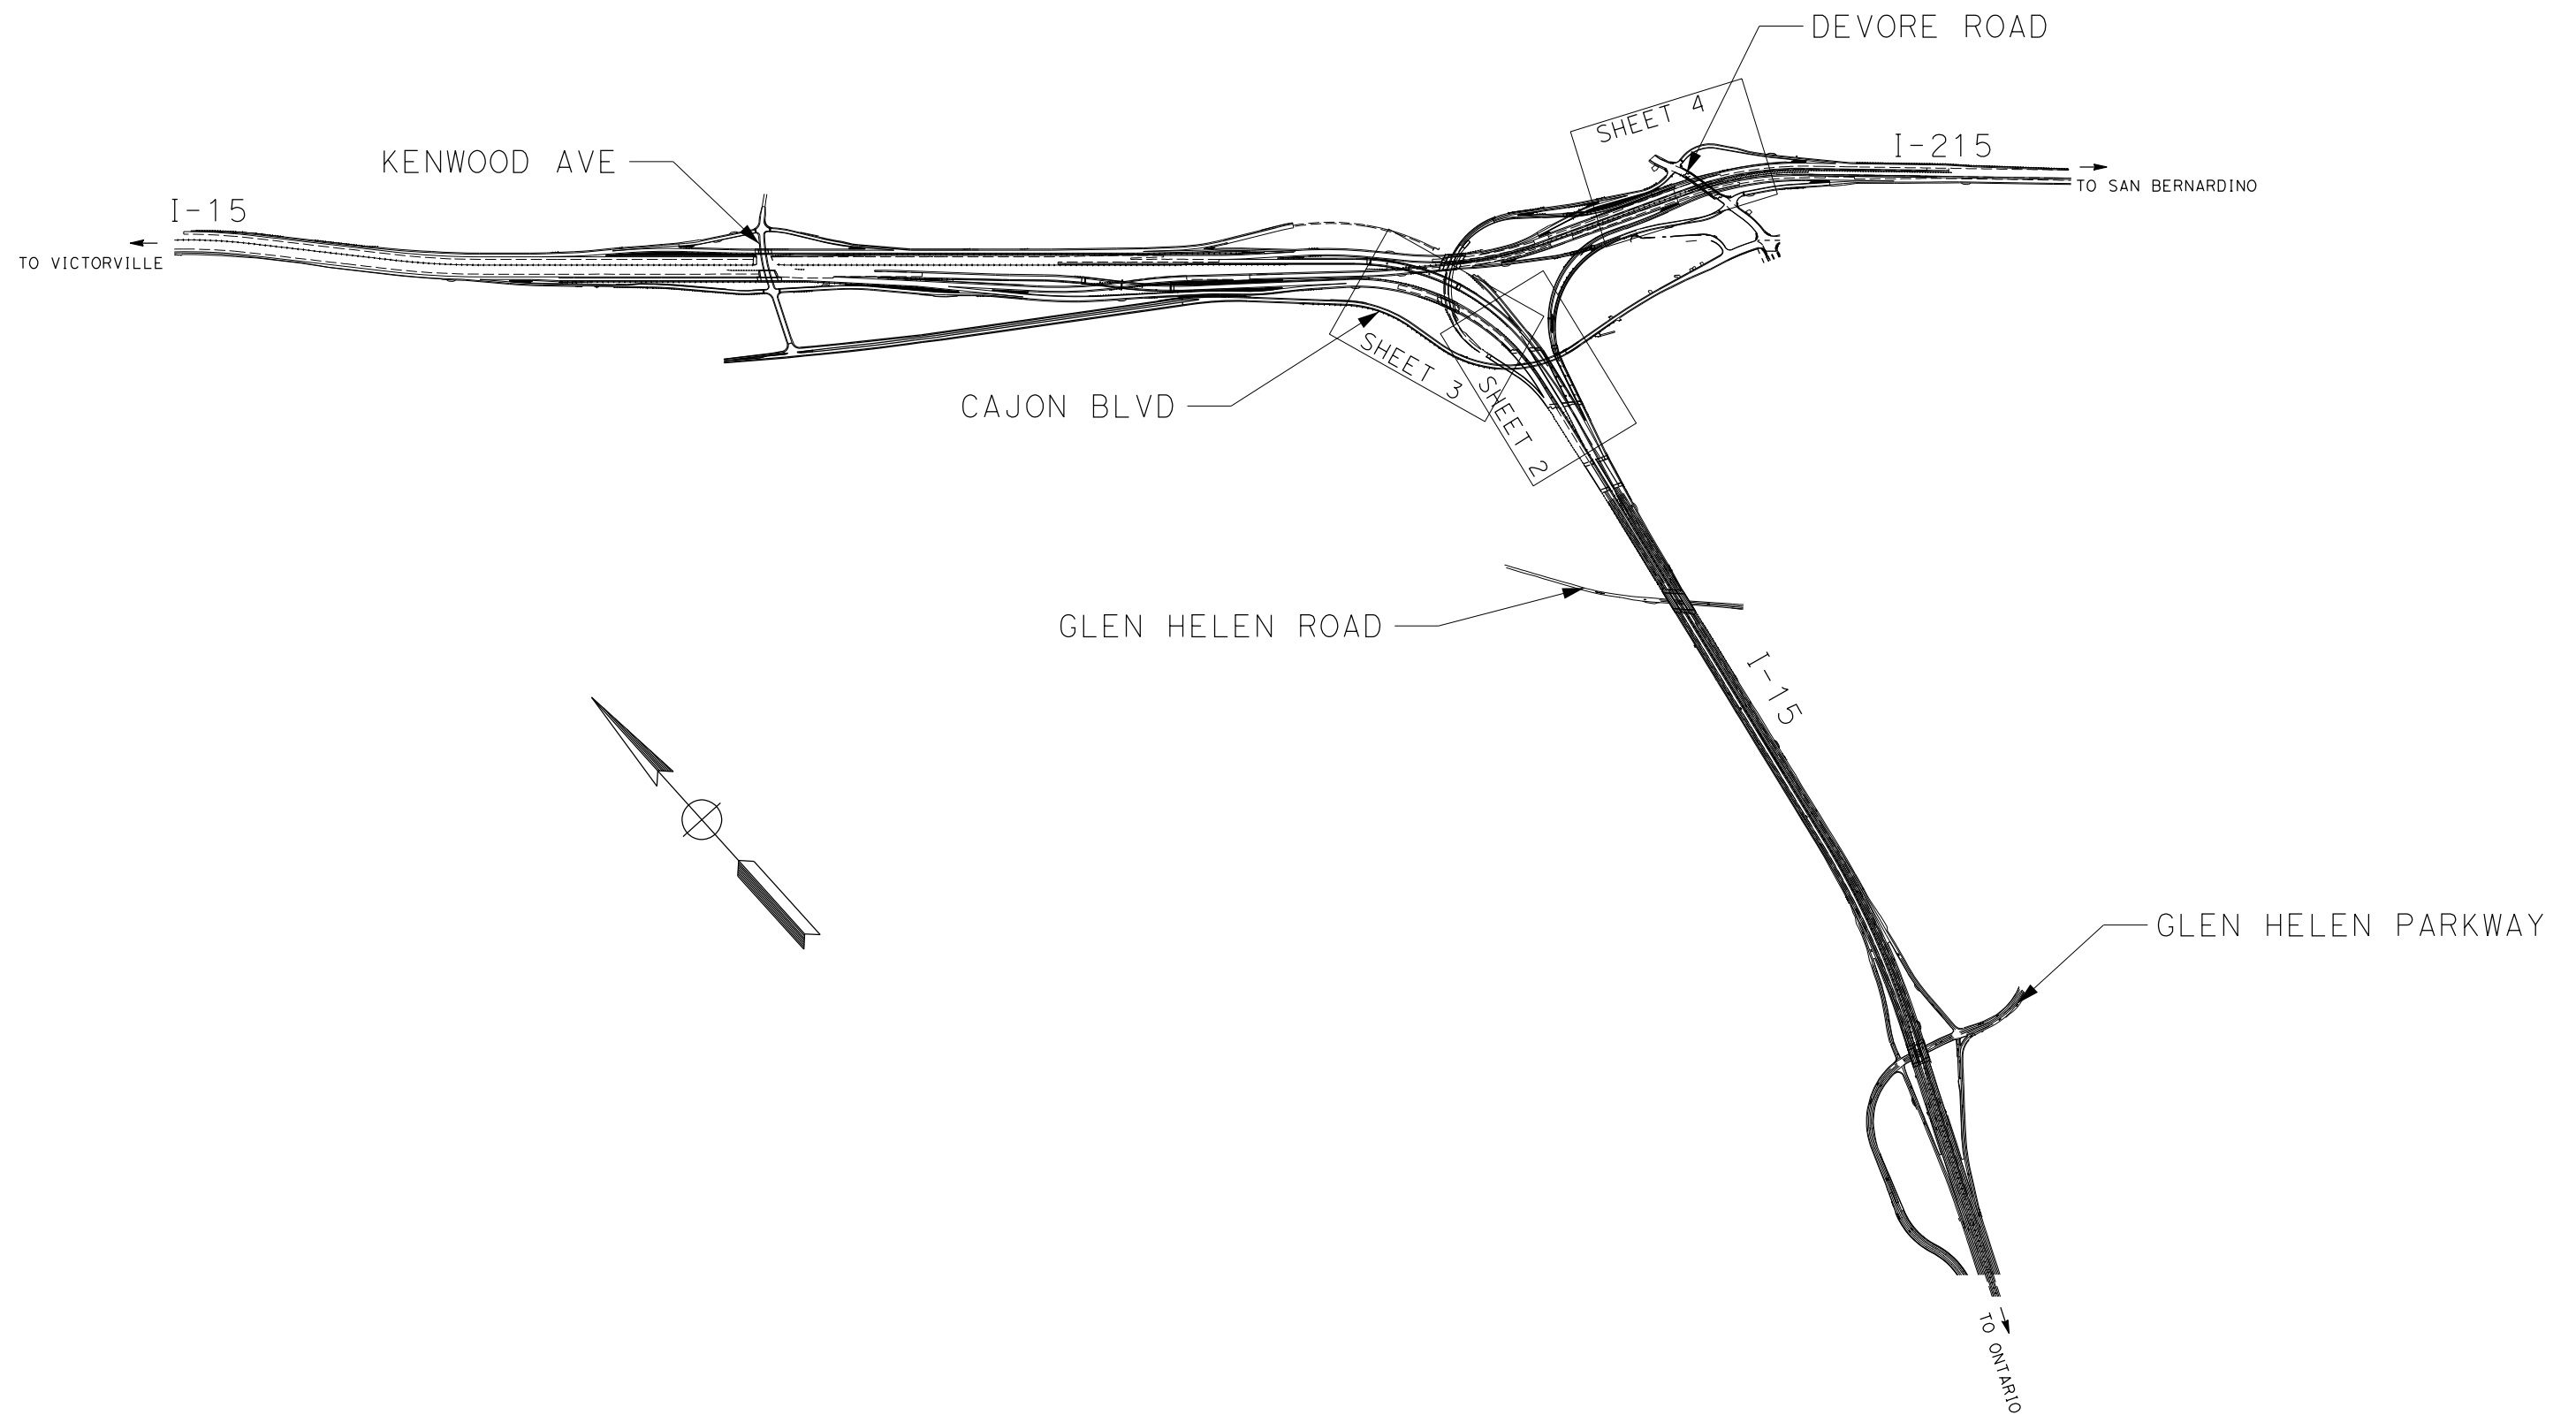 DEVORE ROAD
SHEET 4
I-215
KENWOOD AVE
TO SAN BERNARDINO
I-15
TO VICTORVILLE
SHEET 3
CAJON BLVD
SHEET 2
GLEN HELEN ROAD
I-15
GLEN HELEN PARKWAY
TO ONTARIO